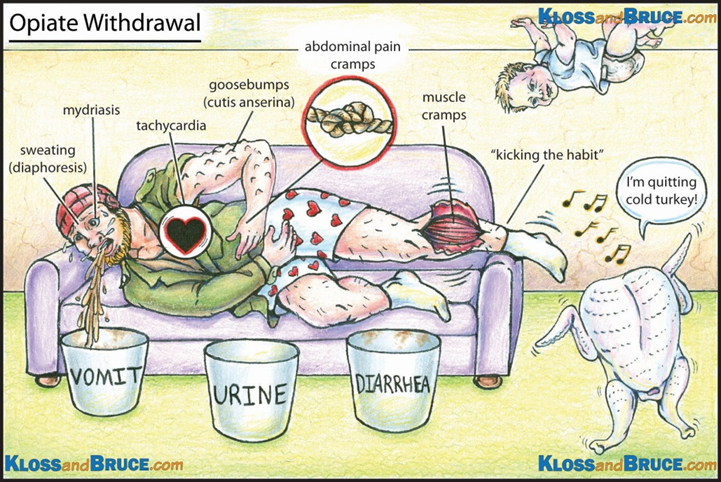 Opiate Withdrawal
KLOSSandBRUCE.com
abdominal pain
cramps
goosebumps
(cutis anserina)
mydriasis
tachycardia
muscle
cramps
sweating
(diaphoresis)
“kicking the habit”
I'm quitting
cold turkey!
VOMIT
URINE
DIARRHEA
KLOSSandBRUCE.com
KLOSSandBRUCE.com